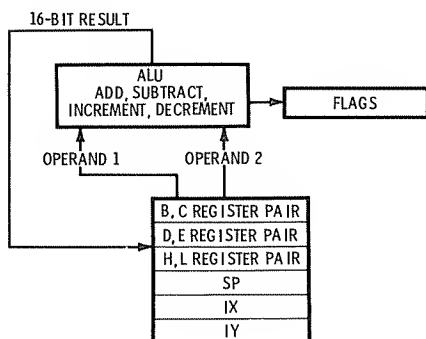 16-BIT RESULT
ALU
ADD, SUBTRACT,
INCREMENT, DECREMENT
FLAGS
OPERAND 1
OPERAND 2
B, C REGISTER PAIR
D, E REGISTER PAIR
H, L REGISTER PAIR
SP
IX
IY